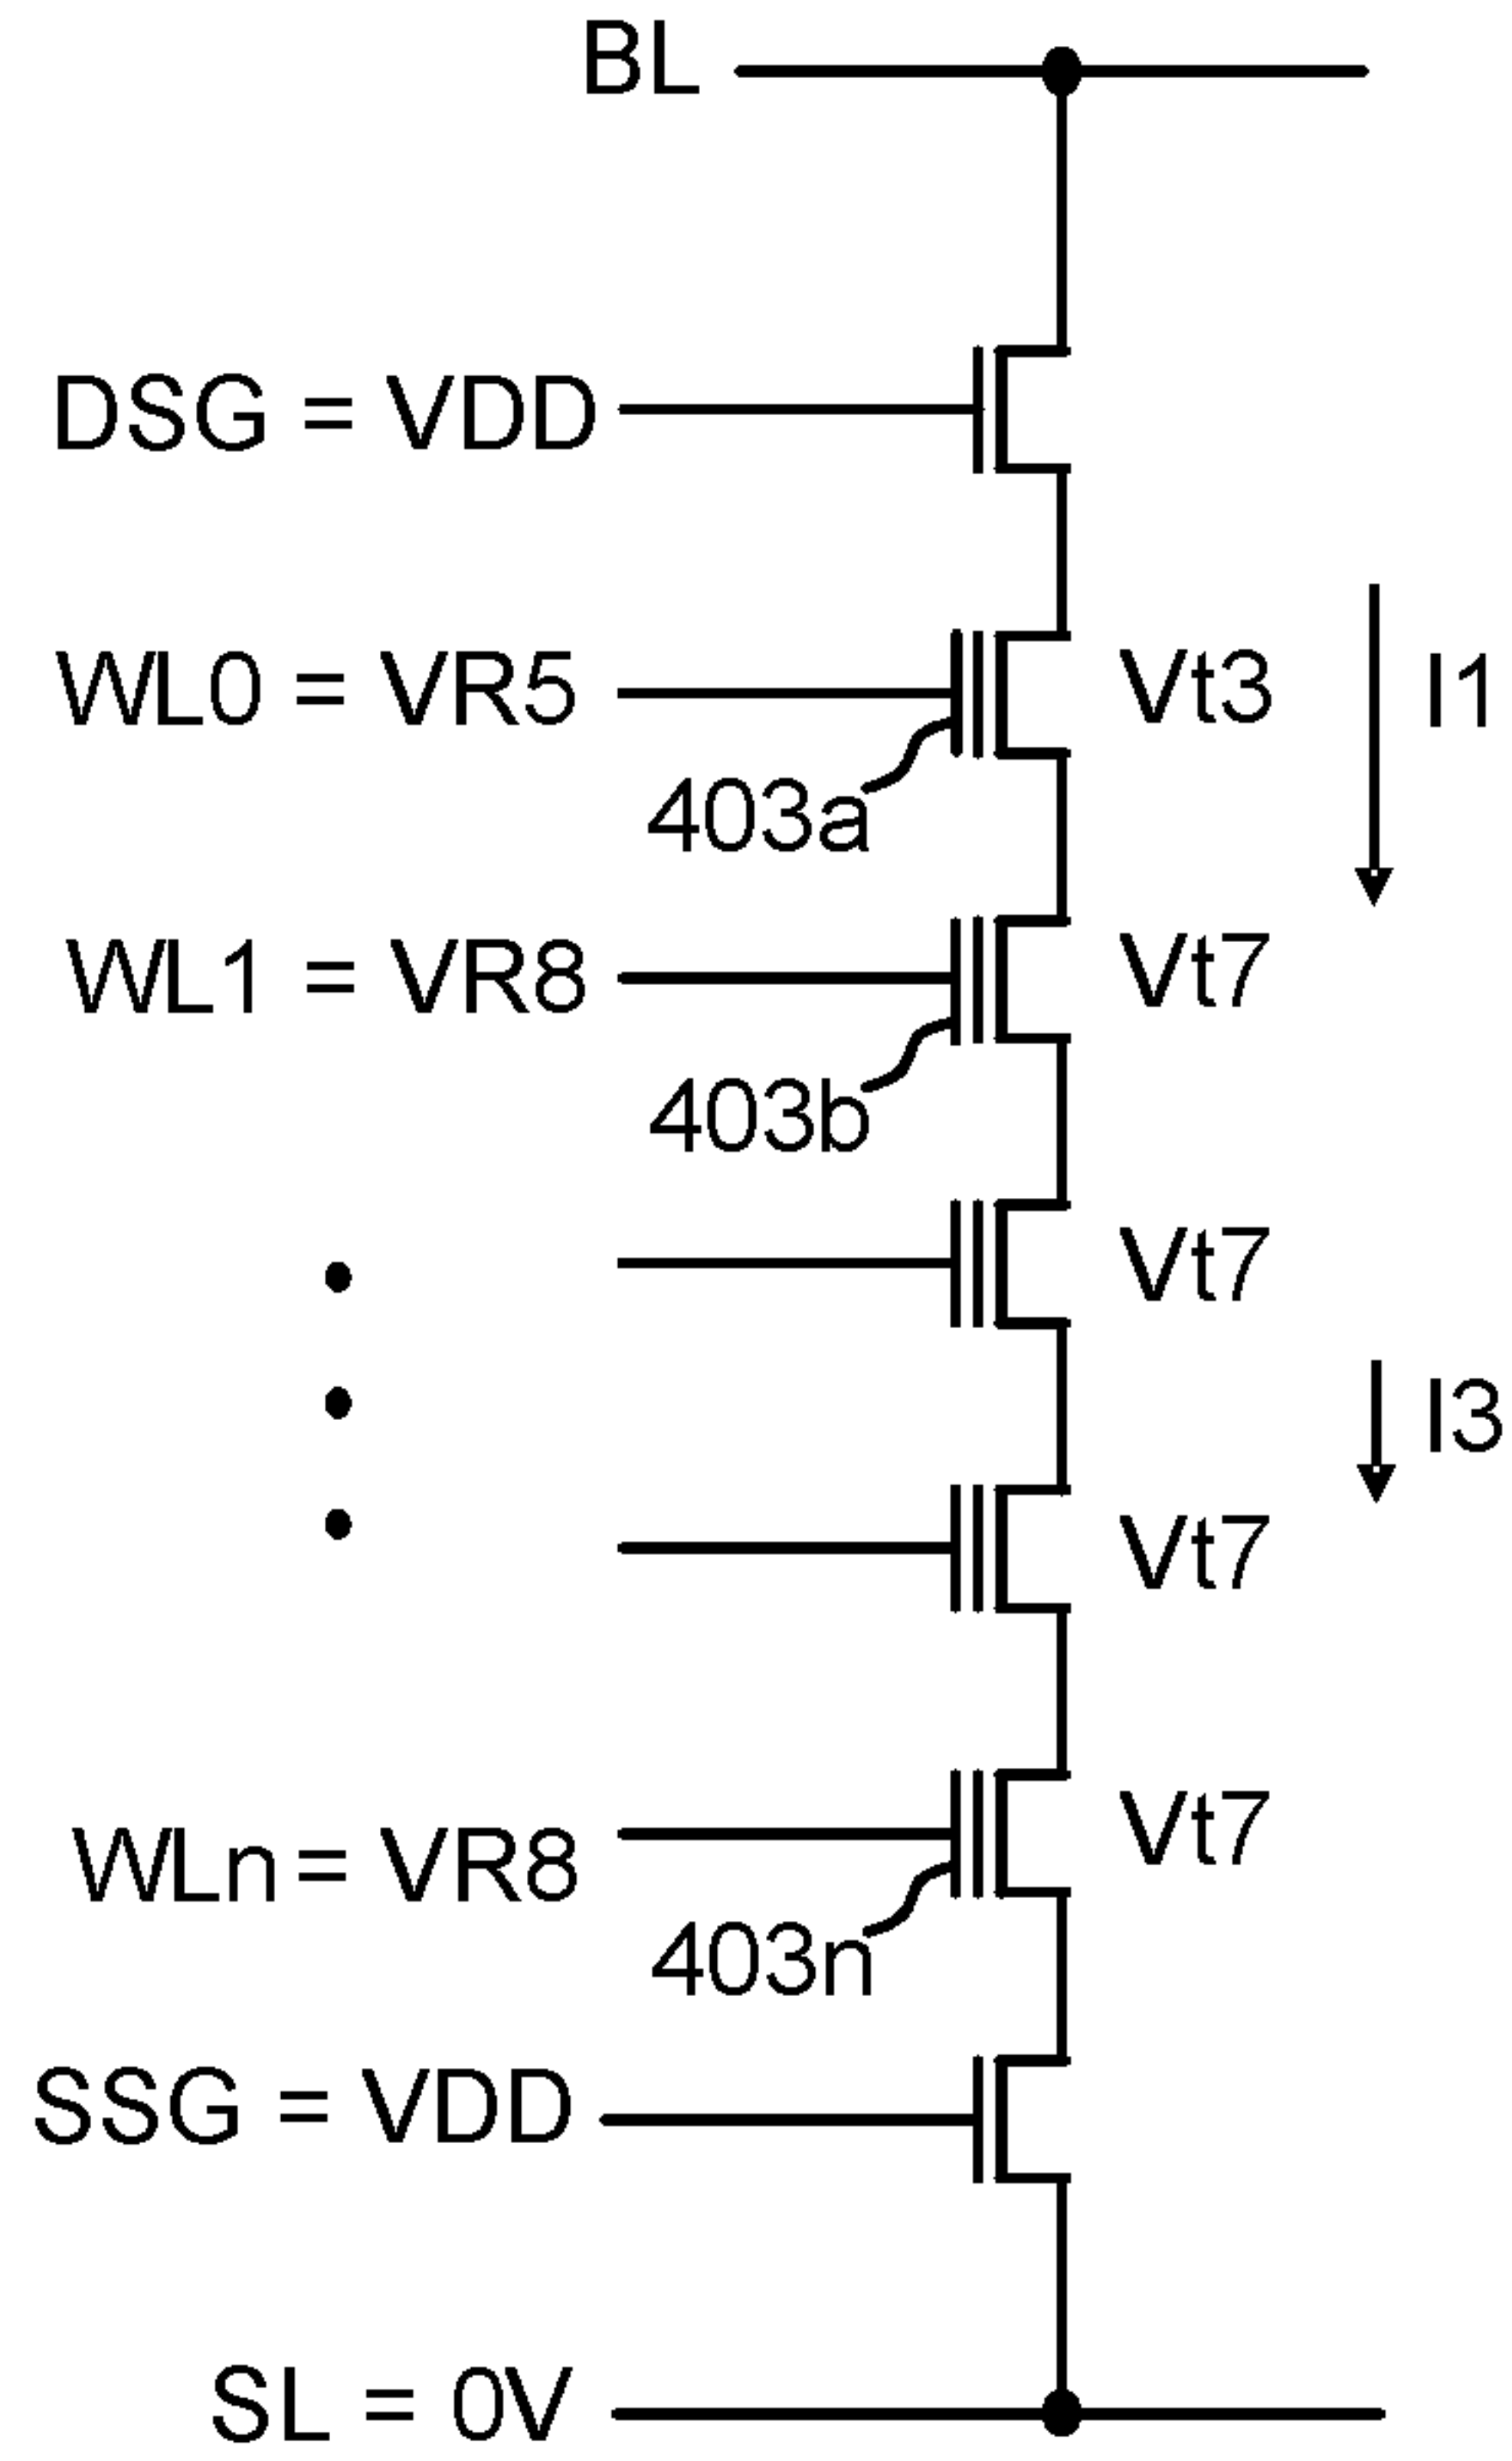 BL
DSG = VDD
WL0 = VR5
Vt3
I1
403a
WL1 = VR8
Vt7
403b
Vt7
I3
Vt7
WLn= VR8
Vt7
403n
SSG = VDD
SL = 0V